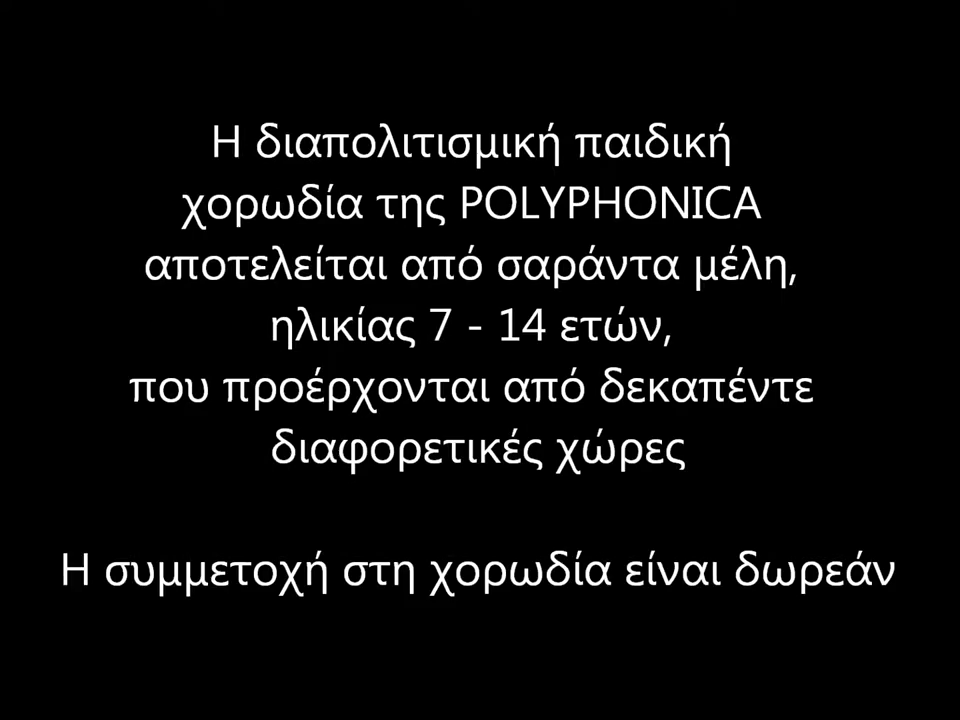 Η διαπολιτισμική παιδική
χορωδία της POLYPHONICA
αποτελείται από σαράντα μέλη,
ηλικίας 7 - 14 ετών,
που προέρχονται από δεκαπέντε
διαφορετικές χώρες
Η συμμετοχή στη χορωδία είναι δωρεάν